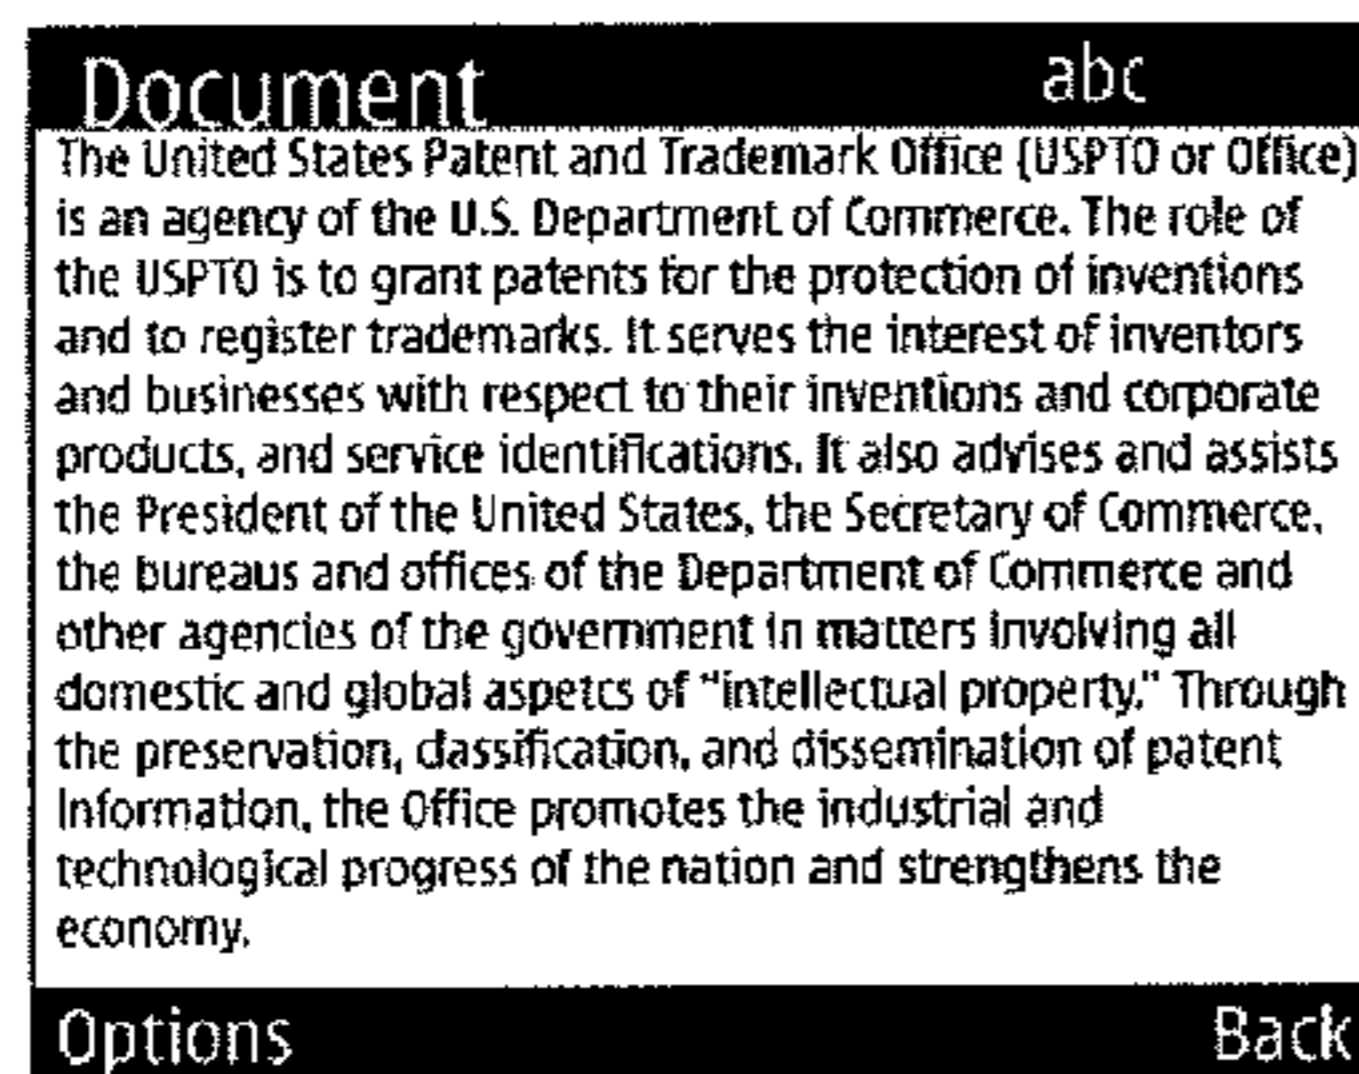 Document abc
The United States Patent and Trademark Office (USPTO or Office)
is an agency of the U.S. Department of Commerce. The role of
the USPTO is to grant patents for the protection of inventions
and to register trademarks. It serves the interest of inventors
and businesses with respect to their inventions and corporate
products, and service identifications. It also advises and assists
the President of the United States, the Secretary of Commerce,
the bureaus and offices of the Department of Commerce and
other agencies of the government in matters involving all
domestic and global aspetcs of "intellectual property." Through
the preservation, classification, and dissemination of patent
Information, the Office promotes the industrial and
technological progress of the nation and strengthens the
economy.
Options Back